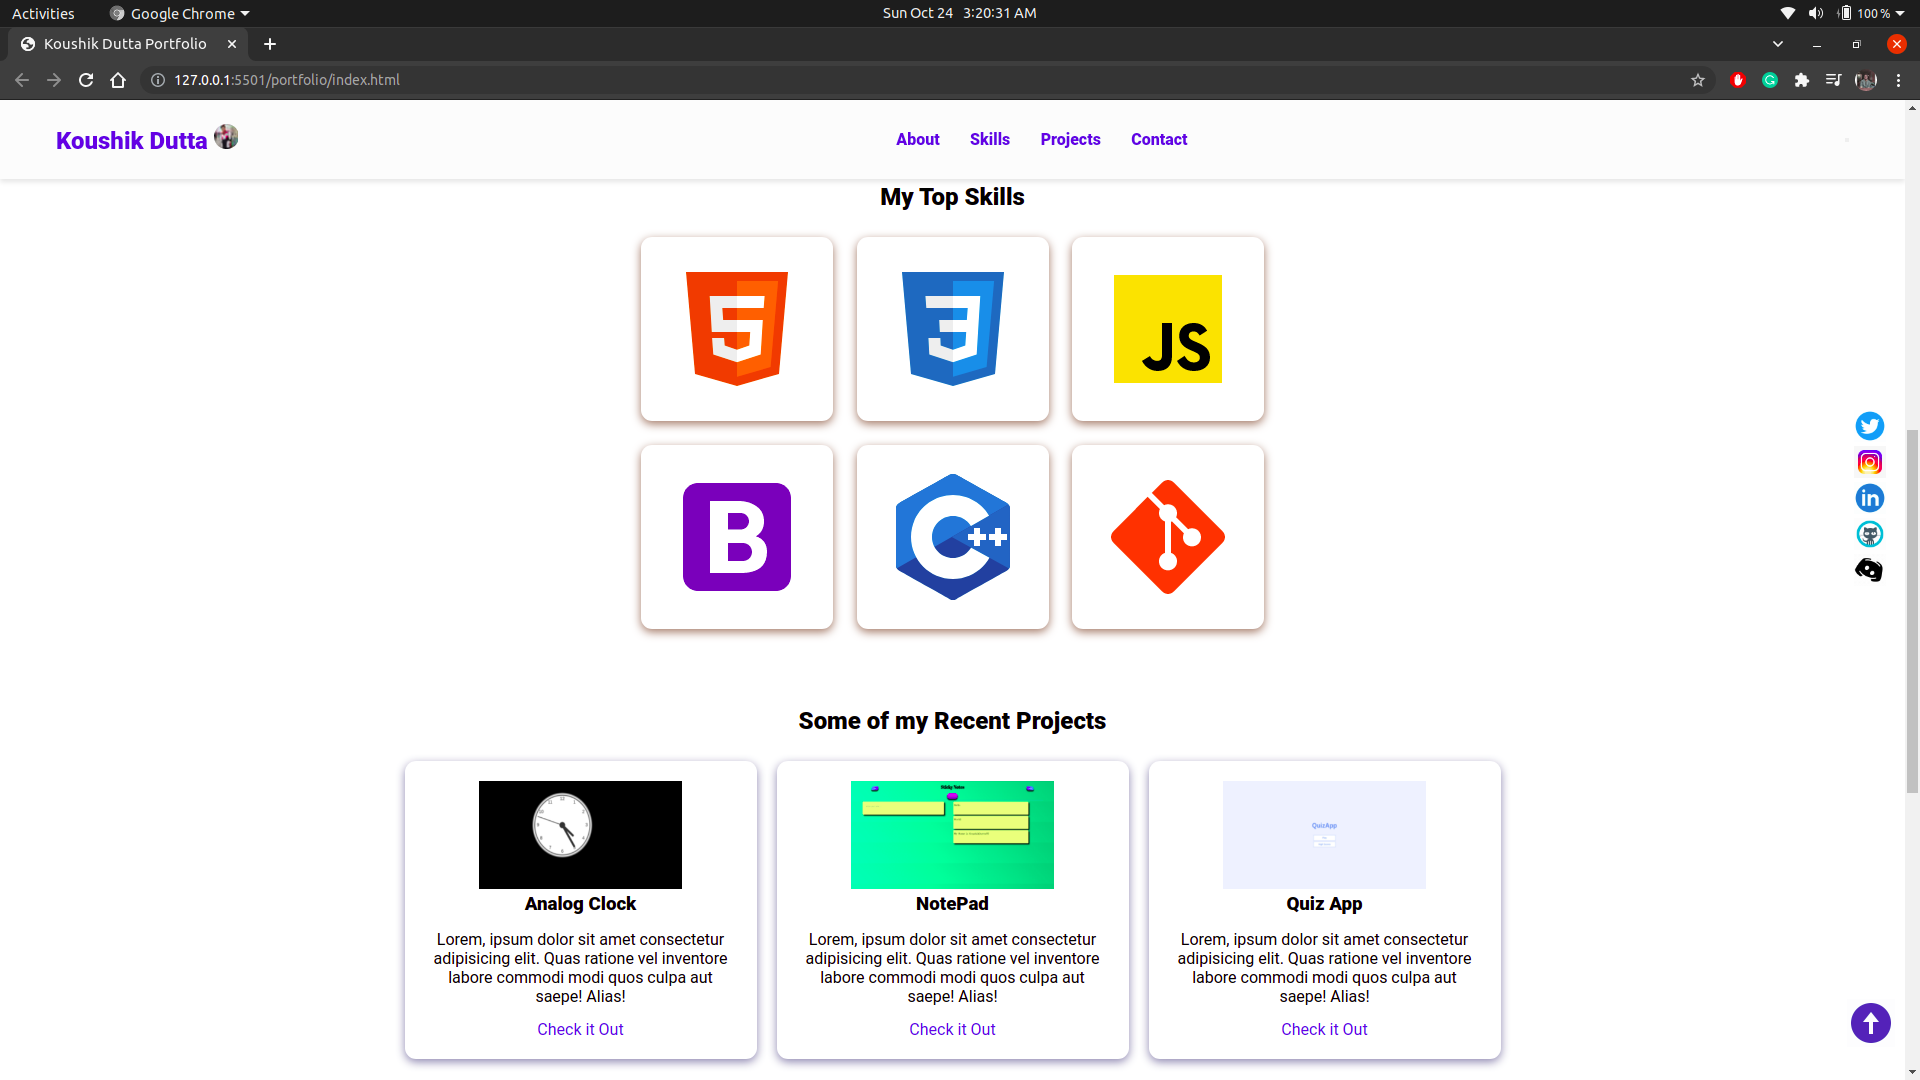 Activities
Google Chrome
Sun Oct 24 3:20:31 AM
100 %
Koushik Dutta Portfolio
127.0.0.1:5501/portfolio/index.html
Koushik Dutta
About
Skills
Projects
Contact
My Top Skills
5
3
JS
B
C++
in
Some of my Recent Projects
QuizApp
Analog Clock
NotePad
Quiz App
Lorem, ipsum dolor sit amet consectetur
adipisicing elit. Quas ratione vel inventore
labore commodi modi quos culpa aut
saepe! Alias!
Check it Out
Lorem, ipsum dolor sit amet consectetur
adipisicing elit. Quas ratione vel inventore
labore commodi modi quos culpa aut
saepe! Alias!
Check it Out
Lorem, ipsum dolor sit amet consectetur
adipisicing elit. Quas ratione vel inventore
labore commodi modi quos culpa aut
saepe! Alias!
Check it Out